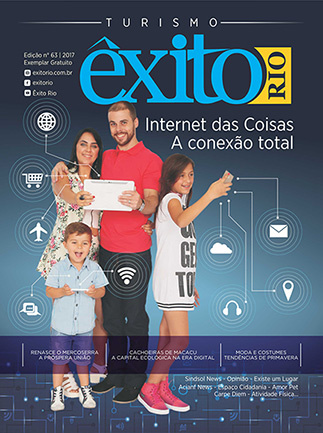 TURISMO
Edição nº 63 | 2017
Exemplar Gratuito
exitorio.com.br
exitorio
Êxito Rio
êxito
RIO
Internet das Coisas
A conexão total
GE
TO
RENASCE O MERCOSERRA
A PRÓSPERA UNIÃO
CACHOEIRAS DE MACACU
A CAPITAL ECOLÓGICA NA ERA DIGITAL
MODA E COSTUMES
TENDÊNCIAS DE PRIMAVERA
Sindsol News - Opinião - Existe um Lugar
Acianf News - Espaço Cidadania - Amor Pet
Carpe Diem - Atividade Física...